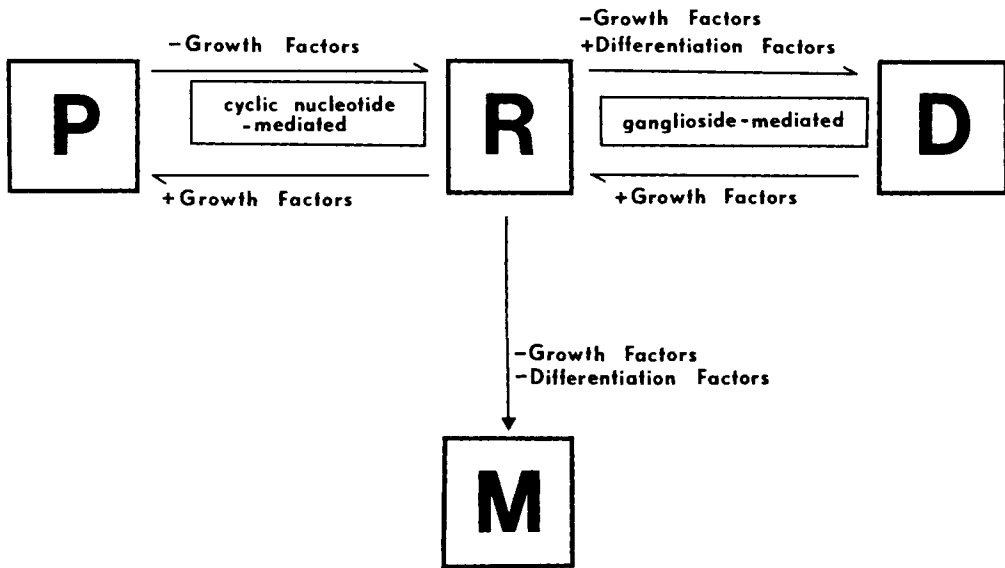 -Growth Factors
-Growth Factors
+Differentiation Factors
P
cyclic nucleotide
-mediated
R
ganglioside-mediated
D
+Growth Factors
+Growth Factors
-Growth Factors
-Differentiation Factors
M